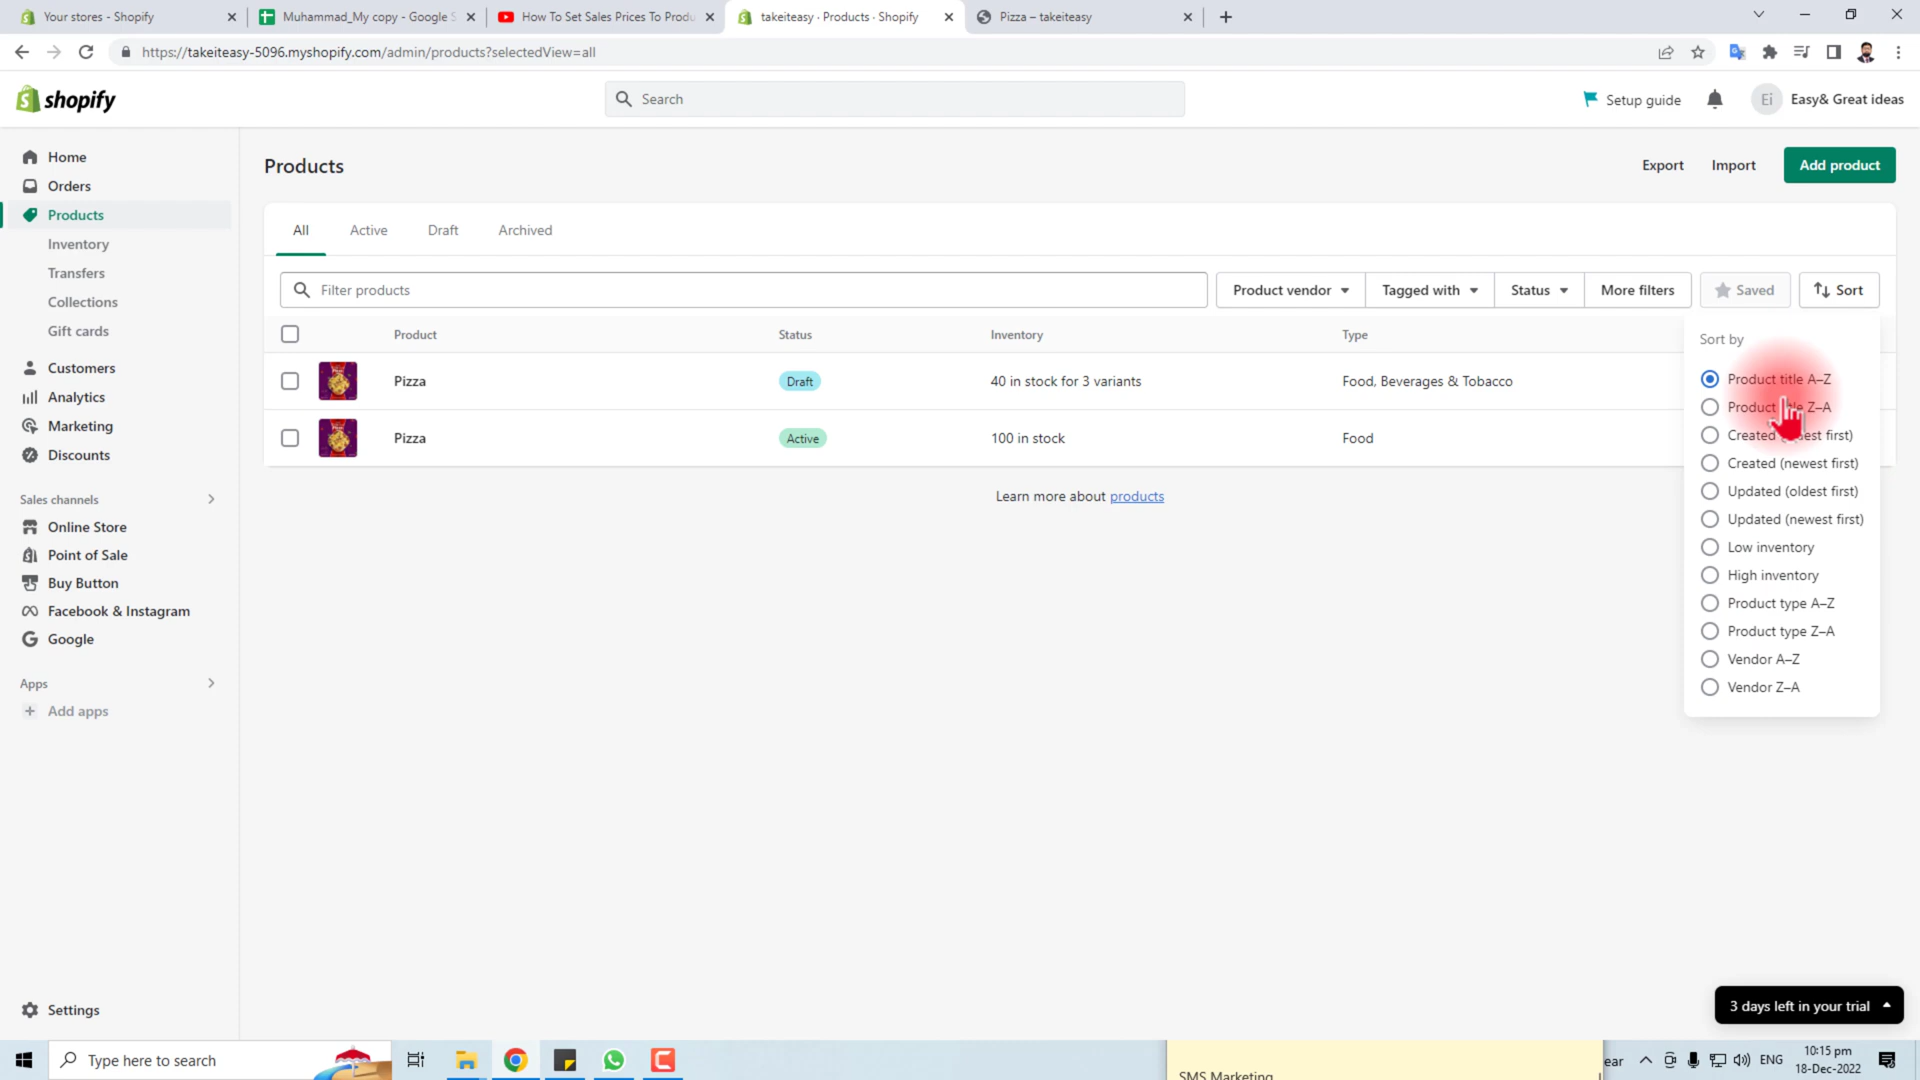 Your stores - Shopify
Muhammad_My copy - Google S
How To Set Sales Prices To Produ
takeiteasy · Products · Shopify
Pizza – takeiteasy
https://takeiteasy-5096.myshopify.com/admin/products?selectedView=all
shopify
Search
Setup guide
Ei
Easy& Great ideas
Home
Orders
Products
Inventory
Transfers
Collections
Gift cards
Customers
Analytics
Marketing
Discounts
Sales channels
Online Store
Point of Sale
Buy Button
Facebook & Instagram
Google
Apps
Add apps
Settings
Products
Export
Import
Add product
All
Active
Draft
Archived
Filter products
Product vendor
Tagged with
Status
More filters
Saved
Sort
Product
Status
Inventory
Type
Pizza
Draft
40 in stock for 3 variants
Food, Beverages & Tobacco
Pizza
Active
100 in stock
Food
Learn more about products
Sort by
Product title A–Z
Product Z–A
Created first)
Created (newest first)
Updated (oldest first)
Updated (newest first)
Low inventory
High inventory
Product type A–Z
Product type Z–A
Vendor A–Z
Vendor Z–A
3 days left in your trial
Type here to search
SMS Marketing
ear
ENG
10:15 pm
18-Dec-2022